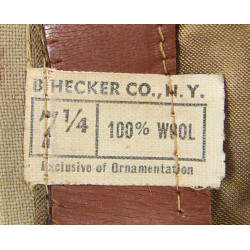 B HECKER CO., N. Y.
7 1/4 100% WOOL
Exclusive of Ornamentation